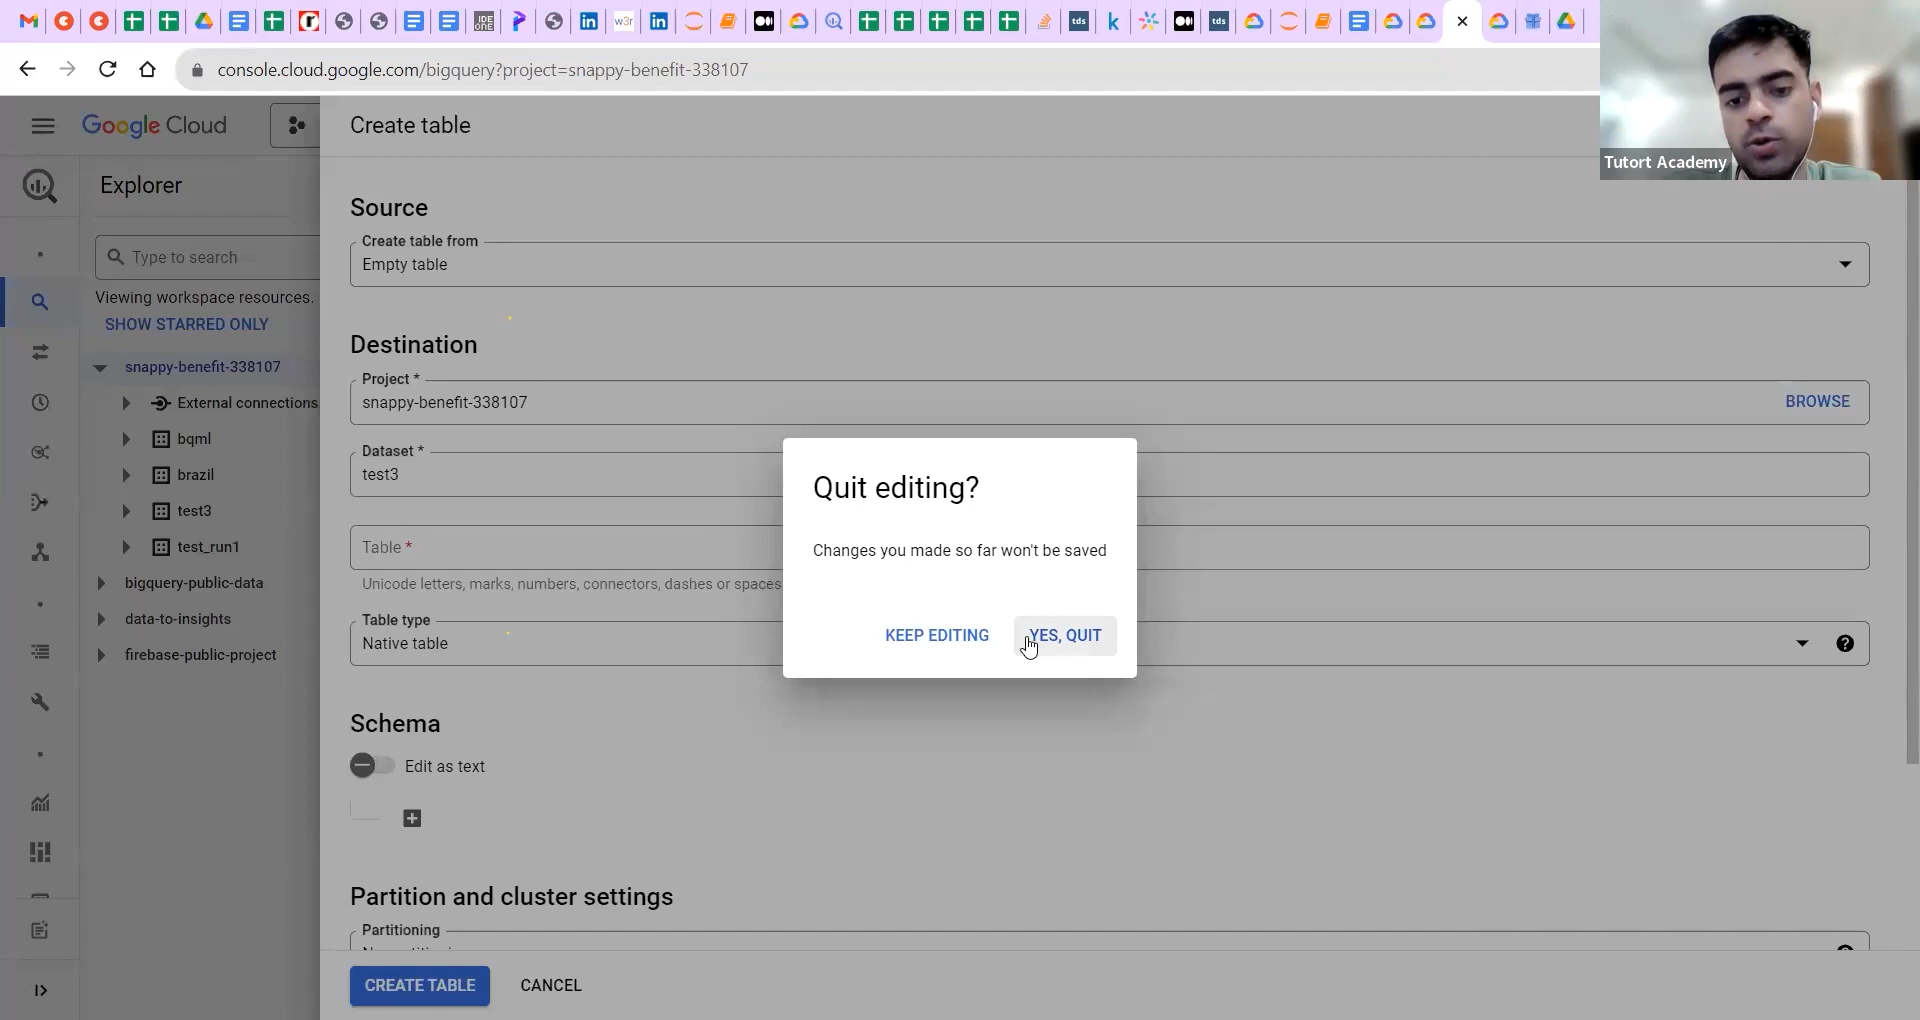 w3r
tds
k
tds
console.cloud.google.com/bigquery?project=snappy-benefit-338107
Tutort Academy
Google Cloud
Create table
Explorer
Type to search
Viewing workspace resources.
SHOW STARRED ONLY
snappy-benefit-338107
External connections
bqml
brazil
test3
test_run1
bigquery-public-data
data-to-insights
firebase-public-project
Source
Create table from
Empty table
Destination
Project *
snappy-benefit-338107
BROWSE
Dataset *
test3
Table *
Unicode letters, marks, numbers, connectors, dashes or spaces
Table type
Native table
Schema
Edit as text
Partition and cluster settings
Partitioning
CREATE TABLE
CANCEL
Quit editing?
Changes you made so far won't be saved
KEEP EDITING
YES, QUIT